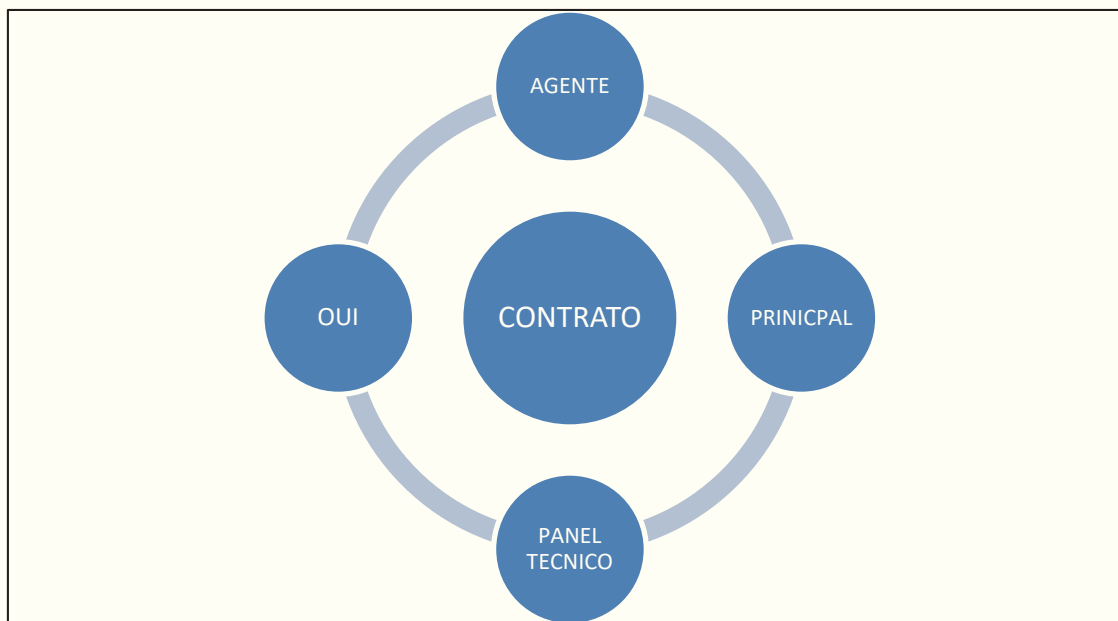 AGENTE
OUI
CONTRATO
PRINICPAL
PANEL
TECNICO